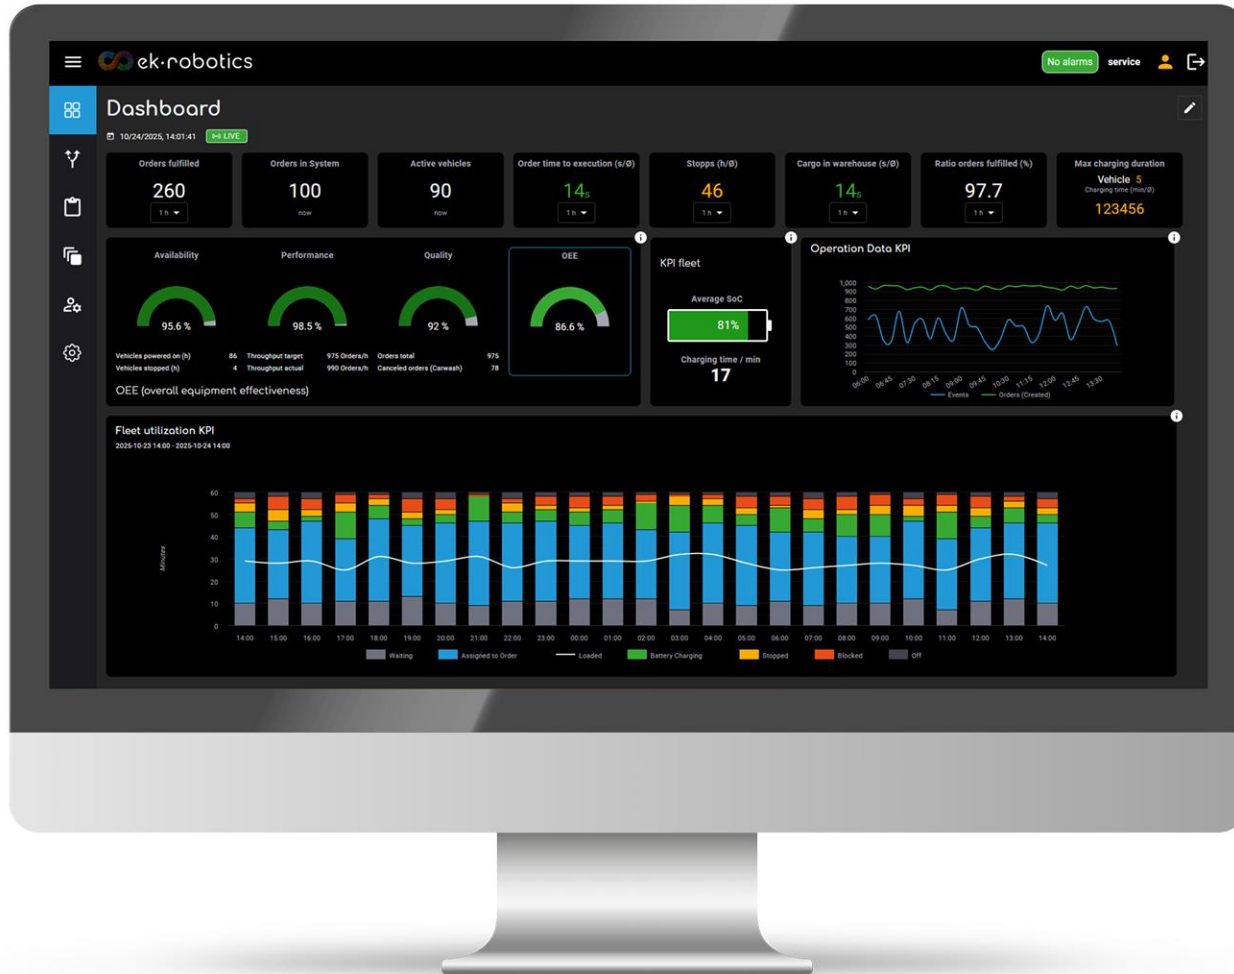 ek·robotics
No alarms service
Dashboard
10/24/2025, 14:01:41 LIVE
Orders fulfilled
260
1 h
Orders in System
100
now
Active vehicles
90
now
Order time to execution (s/Ø)
14s
1 h
Stopps (h/Ø)
46
1 h
Cargo in warehouse (s/Ø)
14s
1 h
Ratio orders fulfilled (%)
97.7
1 h
Max charging duration
Vehicle 5
Charging time (min/Ø)
123456
Availability
95.6 %
Performance
98.5 %
Quality
92 %
OEE
86.6 %
Vehicles powered on (h) 86 Throughput target 975 Orders/h Orders total 975
Vehicles stopped (h) 4 Throughput actual 990 Orders/h Canceled orders (Carwash) 78
OEE (overall equipment effectiveness)
KPI fleet
Average SoC
81%
Charging time / min
17
Operation Data KPI
1,000
900
800
700
600
500
400
300
200
100
0
06:00 06:45 07:30 08:15 09:00 09:45 10:30 11:15 12:00 12:45 13:30
Events Orders (Created)
Fleet utilization KPI
2025-10-23 14:00 - 2025-10-24 14:00
Minutes
60
50
40
30
20
10
0
14:00 15:00 16:00 17:00 18:00 19:00 20:00 21:00 22:00 23:00 00:00 01:00 02:00 03:00 04:00 05:00 06:00 07:00 08:00 09:00 10:00 11:00 12:00 13:00 14:00
Waiting Assigned to Order Loaded Battery Charging Stopped Blocked Off